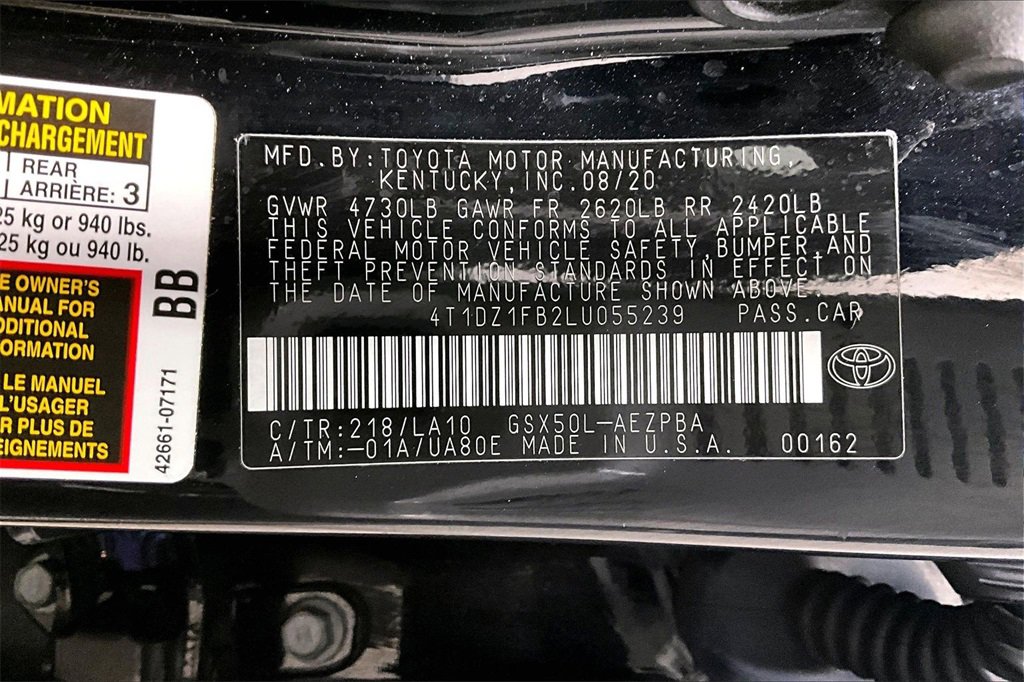 MATION
CHARGEMENT
REAR
ARRIÈRE: 3
25 kg or 940 lbs.
25 kg ou 940 lb.
E OWNER'S
ANUAL FOR
DDITIONAL
ORMATION
LE MANUEL
L'USAGER
R PLUS DE
EIGNEMENTS
BB
42661-07171
MFD.BY:TOYOTA MOTOR MANUFACTURING,
KENTUCKY,INC.08/20
GVWR 4730LB GAWR FR 2620LB RR 2420LB
THIS VEHICLE CONFORMS TO ALL APPLICABLE
FEDERAL MOTOR VEHICLE SAFETY,BUMPER,AND
THEFT PREVENTION STANDARDS IN EFFECT ON
THE DATE OF MANUFACTURE SHOWN ABOVE.
4T1DZ1FB2LU055239 PASS.CAR
C/TR:218/LA10 GSX50L-AEZPBA
A/TM:-01A/UA80E MADE IN U.S.A. 00162